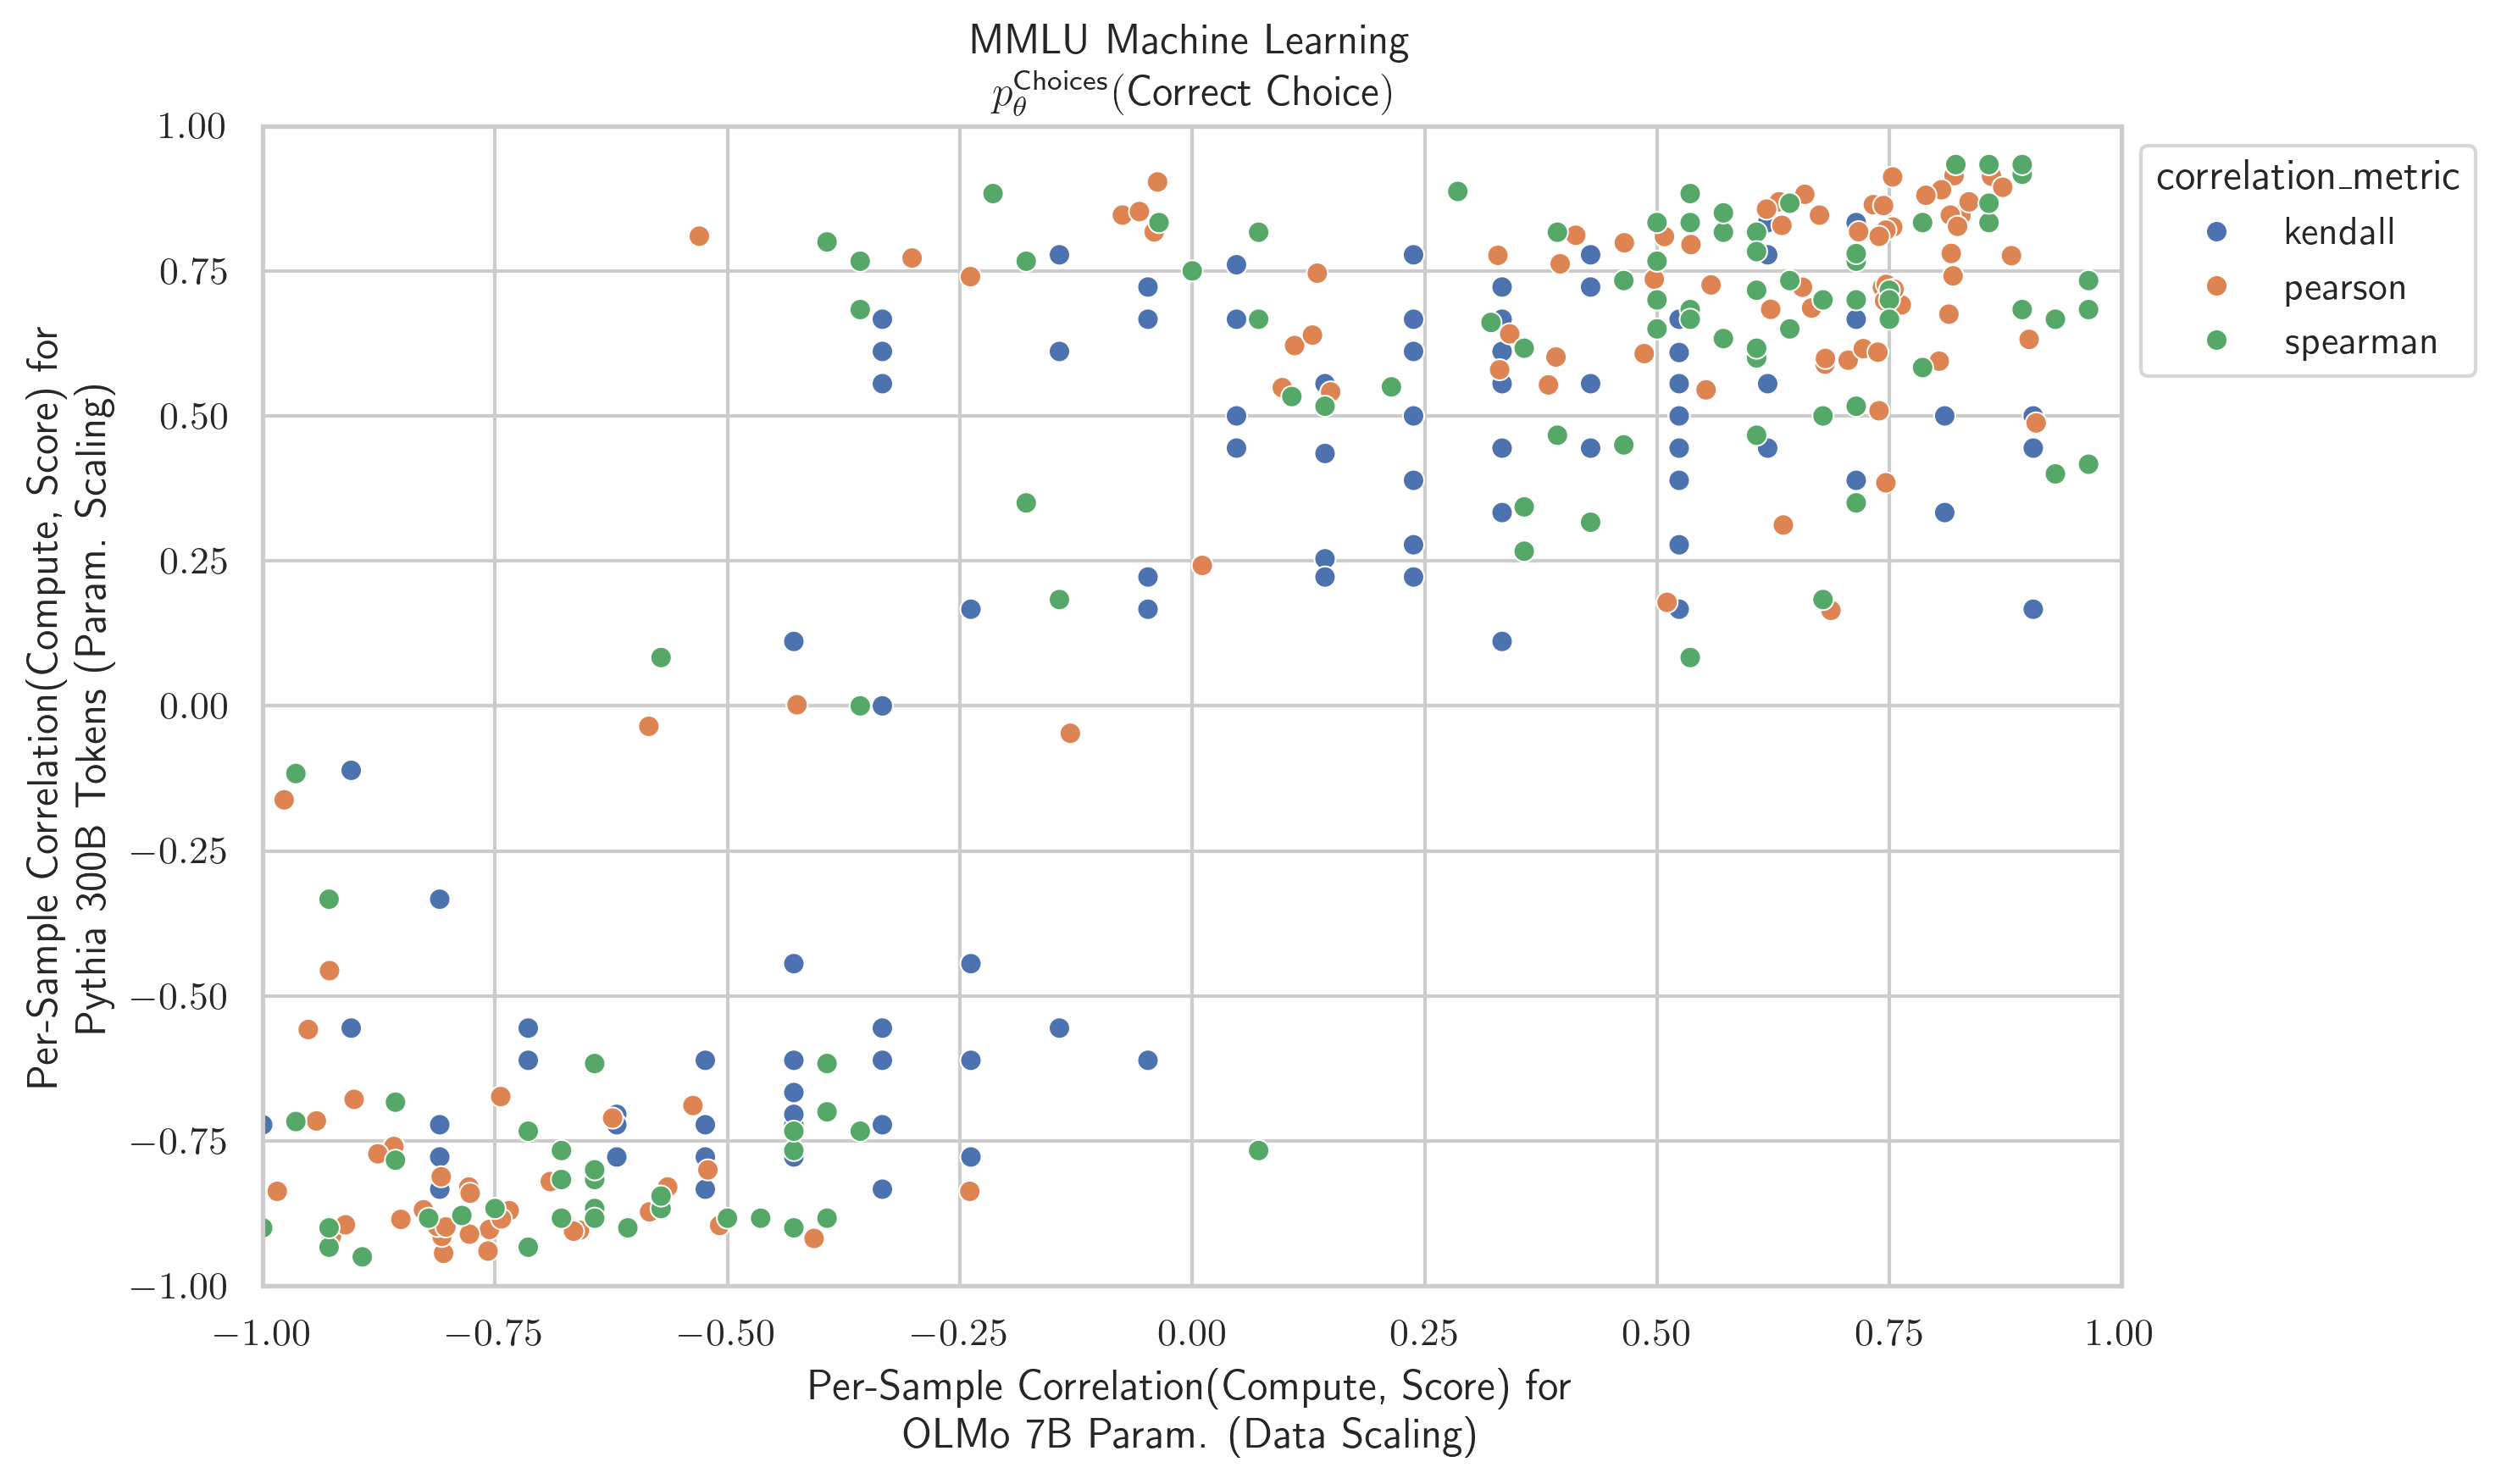 MMLU Machine Learning
p_θ^Choices(Correct Choice)
1.00
0.75
0.50
0.25
0.00
−0.25
−0.50
−0.75
−1.00
Per-Sample Correlation(Compute, Score) for
Pythia 300B Tokens (Param. Scaling)
−1.00 −0.75 −0.50 −0.25 0.00 0.25 0.50 0.75 1.00
Per-Sample Correlation(Compute, Score) for
OLMo 7B Param. (Data Scaling)
correlation_metric
kendall
pearson
spearman